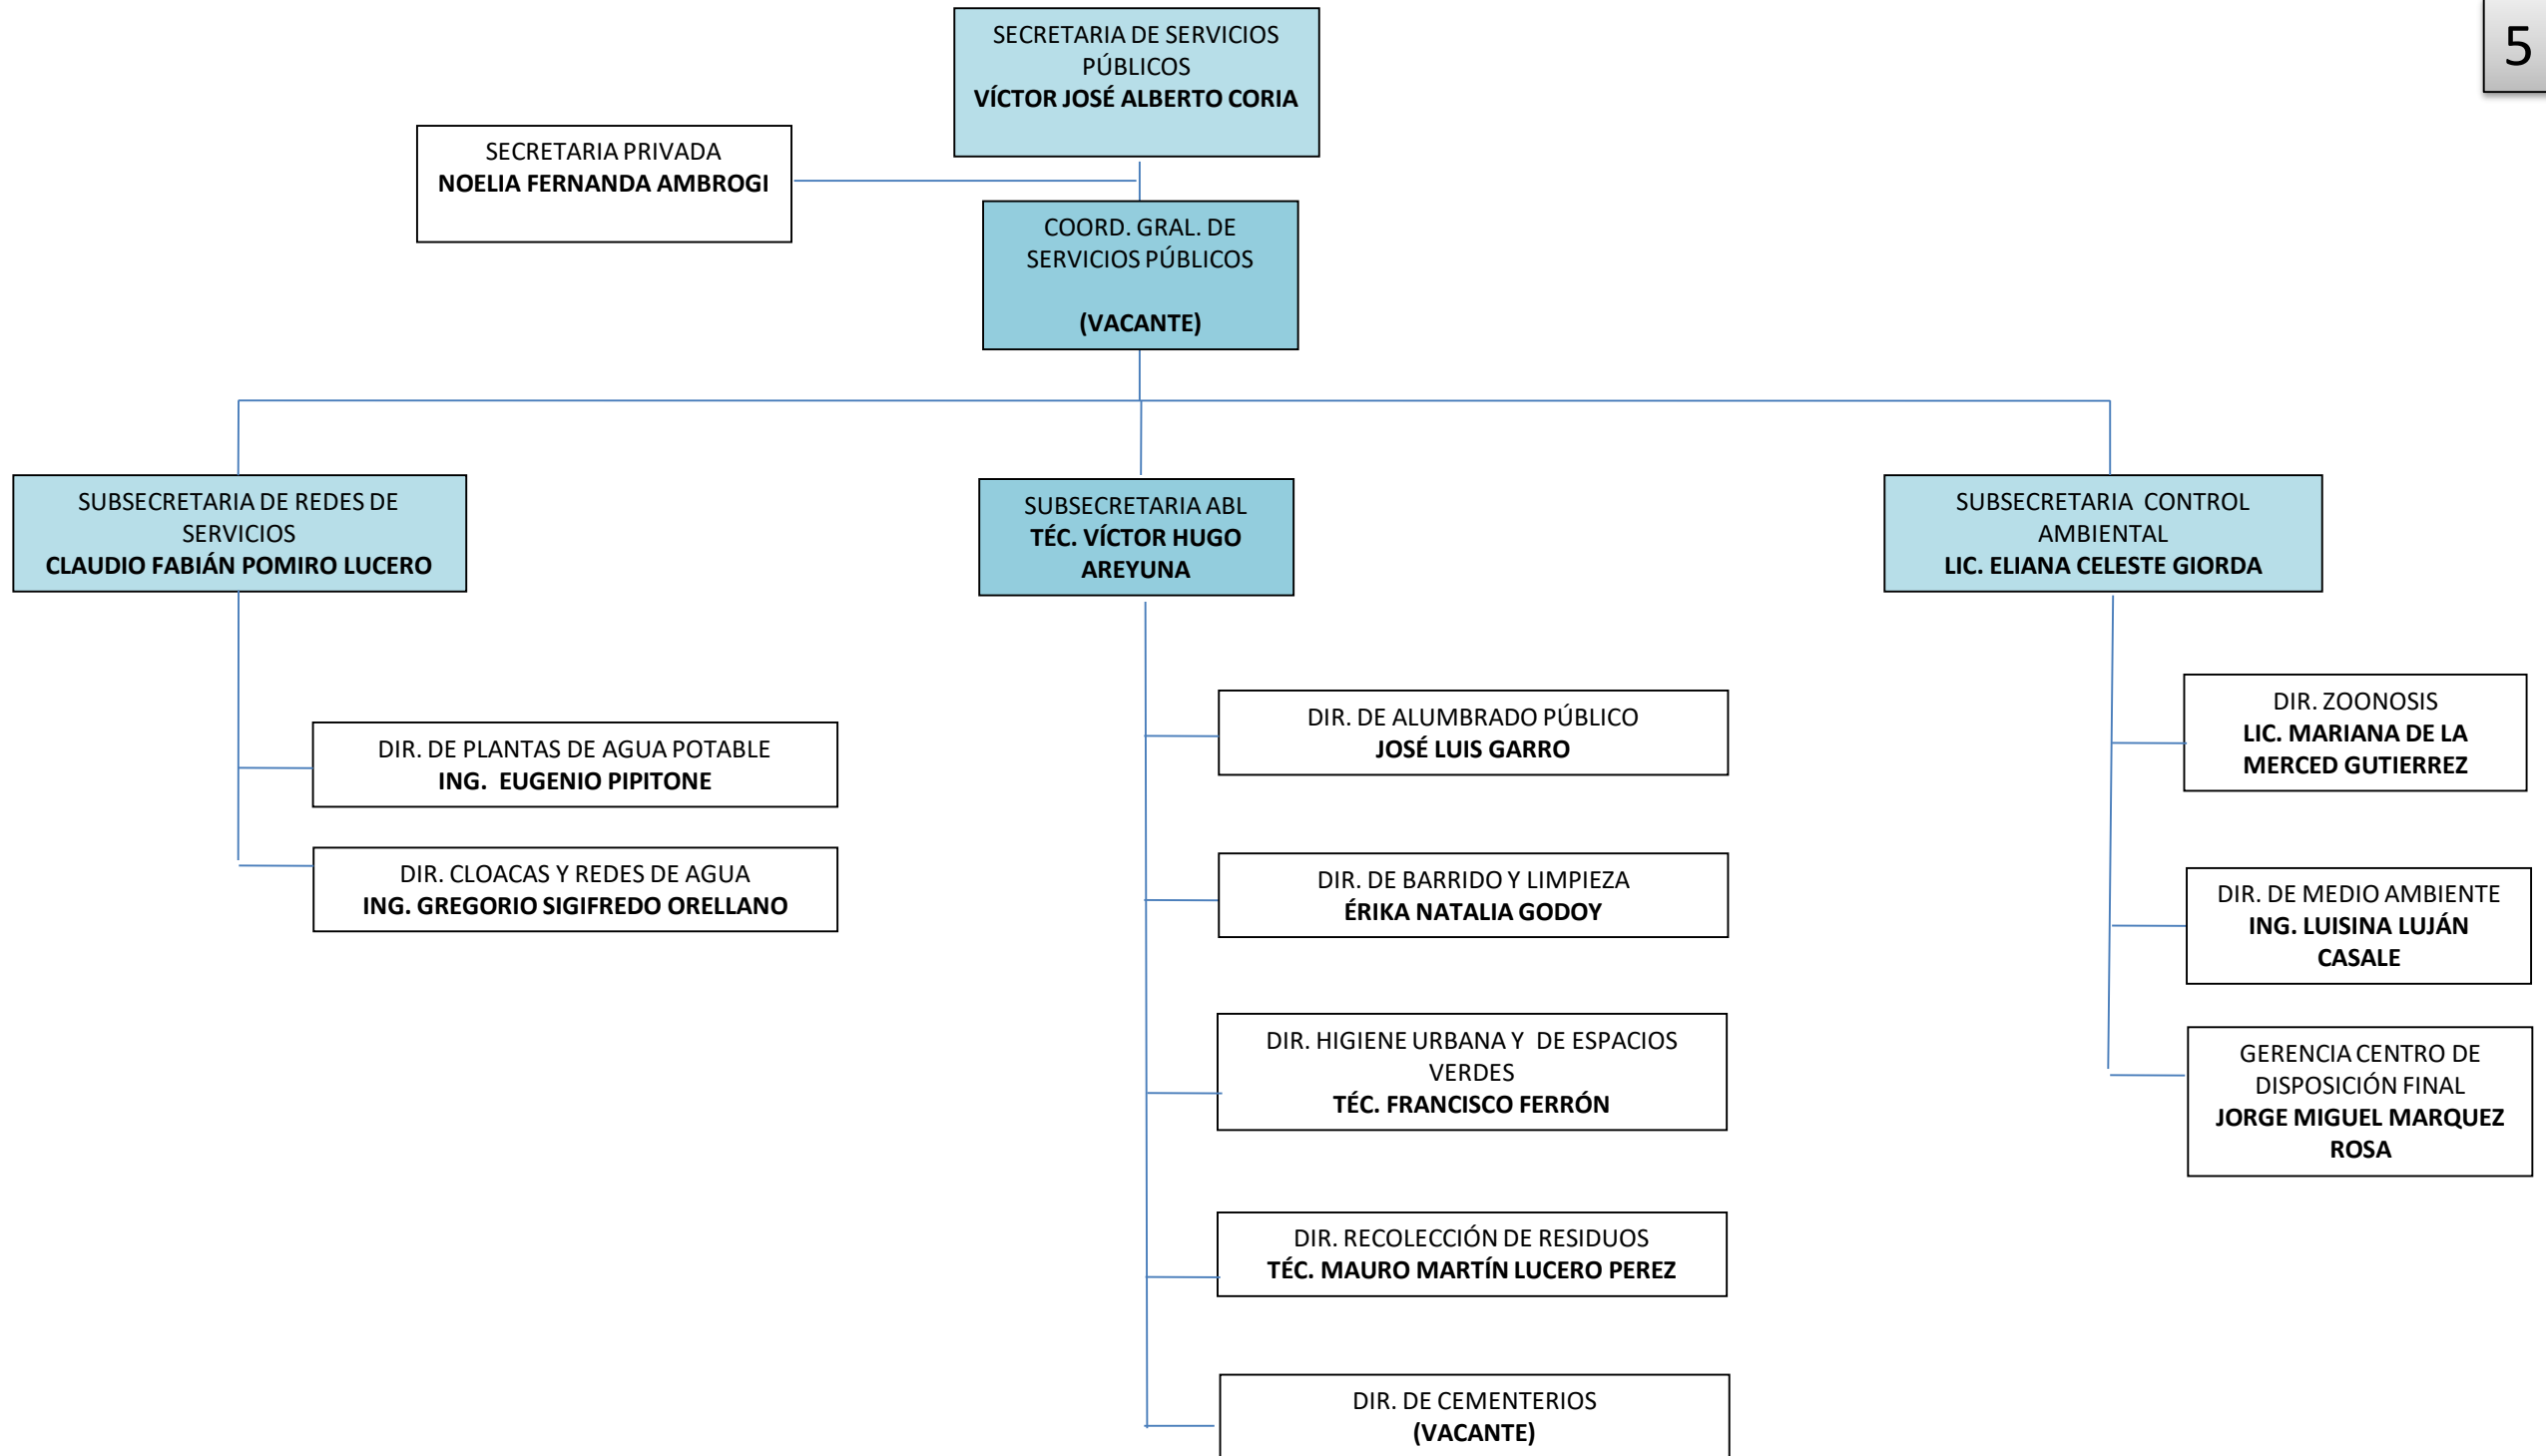 5
SECRETARIA DE SERVICIOS
PÚBLICOS
VÍCTOR JOSÉ ALBERTO CORIA
SECRETARIA PRIVADA
NOELIA FERNANDA AMBROGI
COORD. GRAL. DE
SERVICIOS PÚBLICOS
(VACANTE)
SUBSECRETARIA DE REDES DE
SERVICIOS
CLAUDIO FABIÁN POMIRO LUCERO
DIR. DE PLANTAS DE AGUA POTABLE
ING. EUGENIO PIPITONE
DIR. CLOACAS Y REDES DE AGUA
ING. GREGORIO SIGIFREDO ORELLANO
SUBSECRETARIA ABL
TÉC. VÍCTOR HUGO
AREYUNA
DIR. DE ALUMBRADO PÚBLICO
JOSÉ LUIS GARRO
DIR. DE BARRIDO Y LIMPIEZA
ÉRIKA NATALIA GODOY
DIR. HIGIENE URBANA Y DE ESPACIOS
VERDES
TÉC. FRANCISCO FERRÓN
DIR. RECOLECCIÓN DE RESIDUOS
TÉC. MAURO MARTÍN LUCERO PEREZ
DIR. DE CEMENTERIOS
(VACANTE)
SUBSECRETARIA CONTROL
AMBIENTAL
LIC. ELIANA CELESTE GIORDA
DIR. ZOONOSIS
LIC. MARIANA DE LA
MERCED GUTIERREZ
DIR. DE MEDIO AMBIENTE
ING. LUISINA LUJÁN
CASALE
GERENCIA CENTRO DE
DISPOSICIÓN FINAL
JORGE MIGUEL MARQUEZ
ROSA